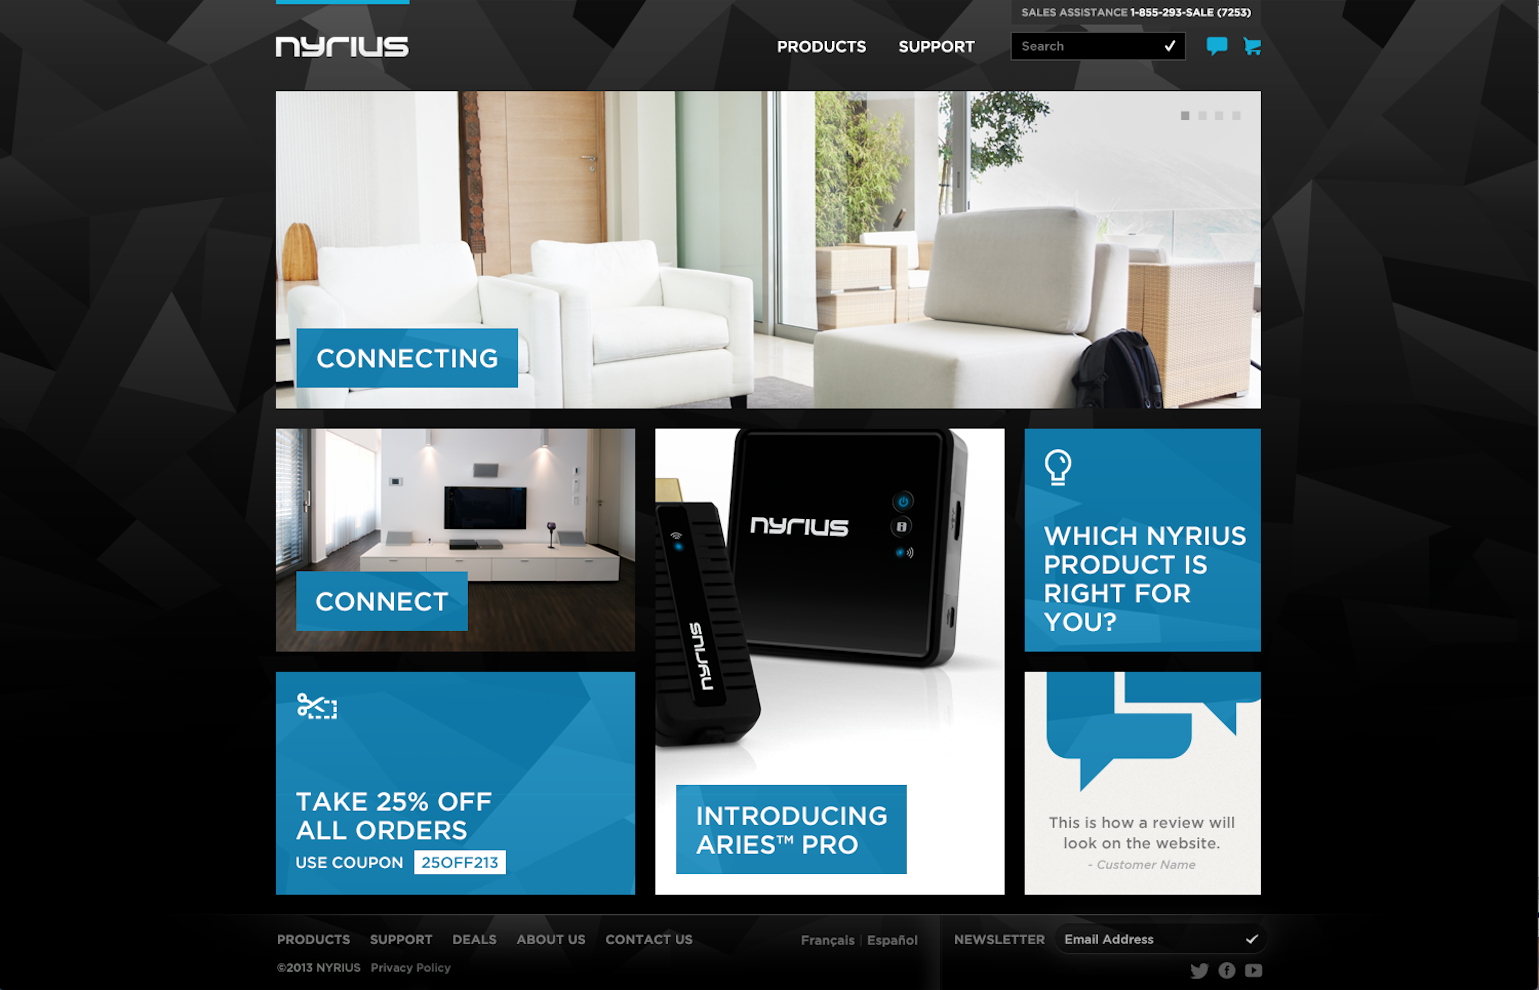 SALES ASSISTANCE 1-855-293-SALE (7253)
nyrius
PRODUCTS SUPPORT Search
CONNECTING
CONNECT
nyrius
nyrius
INTRODUCING
ARIES™ PRO
WHICH NYRIUS
PRODUCT IS
RIGHT FOR
YOU?
TAKE 25% OFF
ALL ORDERS
USE COUPON 25OFF213
This is how a review will
look on the website.
- Customer Name
PRODUCTS SUPPORT DEALS ABOUT US CONTACT US Français | Español NEWSLETTER Email Address
©2013 NYRIUS Privacy Policy